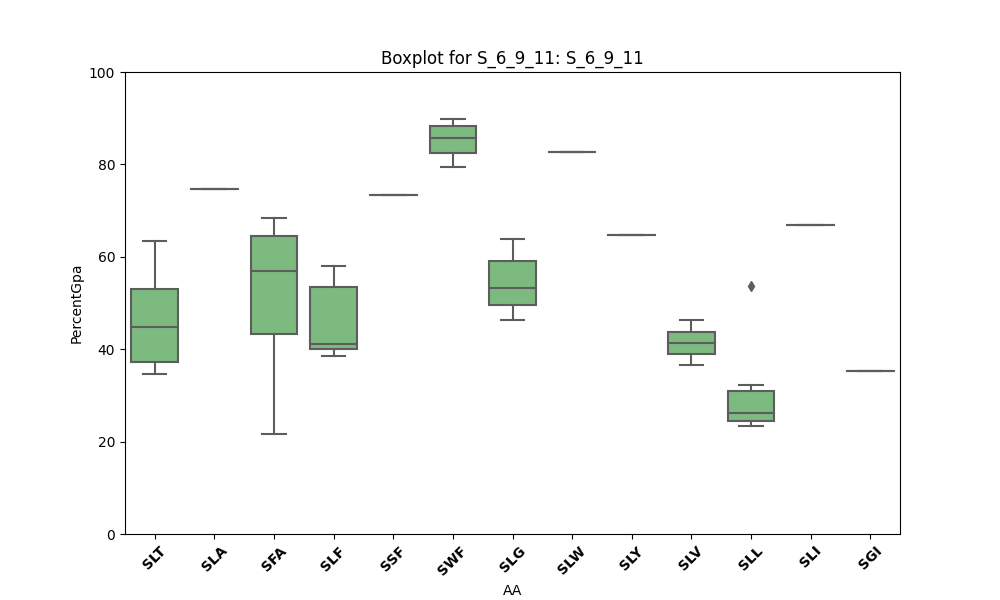 Boxplot for S_6_9_11: S_6_9_11
100
80
60
40
20
0
PercentGpa
SLT SLA SFA SLF SSF SWF SLG SLW SLY SLV SLL SLI SGI
AA